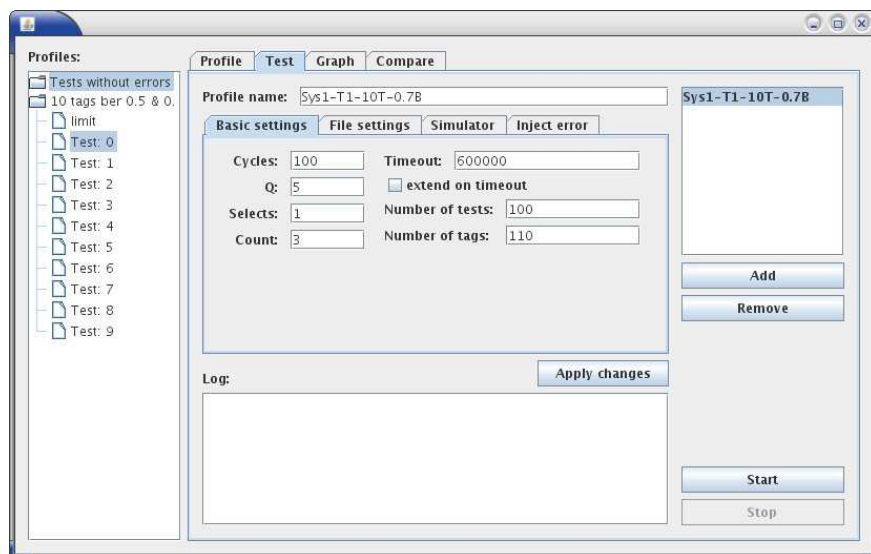 Profiles:
Tests without errors
10 tags ber 0.5 & 0.
limit
Test: 0
Test: 1
Test: 2
Test: 3
Test: 4
Test: 5
Test: 6
Test: 7
Test: 8
Test: 9
Profile Test Graph Compare
Profile name: Sys1-T1-10T-0.7B
Basic settings File settings Simulator Inject error
Cycles: 100 Timeout: 600000
Q: 5 extend on timeout
Selects: 1 Number of tests: 100
Count: 3 Number of tags: 110
Apply changes
Log:
Sys1-T1-10T-0.7B
Add
Remove
Start
Stop